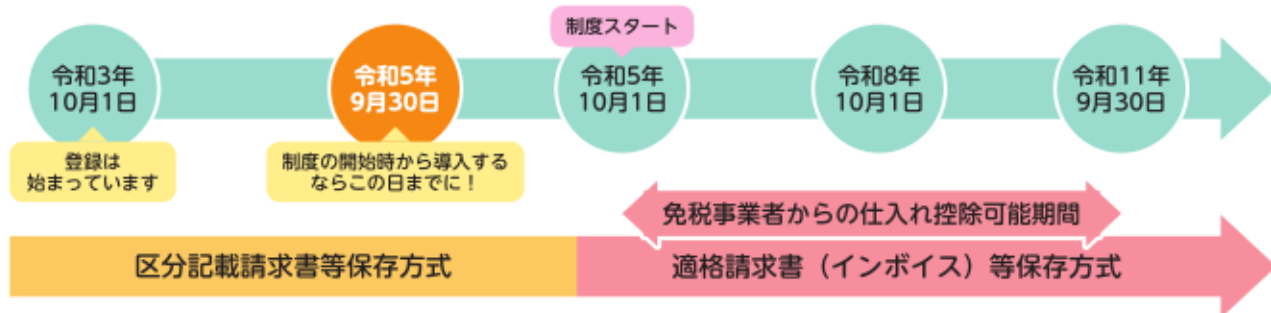 制度スタート
令和3年
10月1日
令和5年
9月30日
令和5年
10月1日
令和8年
10月1日
令和11年
9月30日
登録は
始まっています
制度の開始時から導入する
ならこの日までに！
免税事業者からの仕入れ控除可能期間
区分記載請求書等保存方式
適格請求書（インボイス）等保存方式